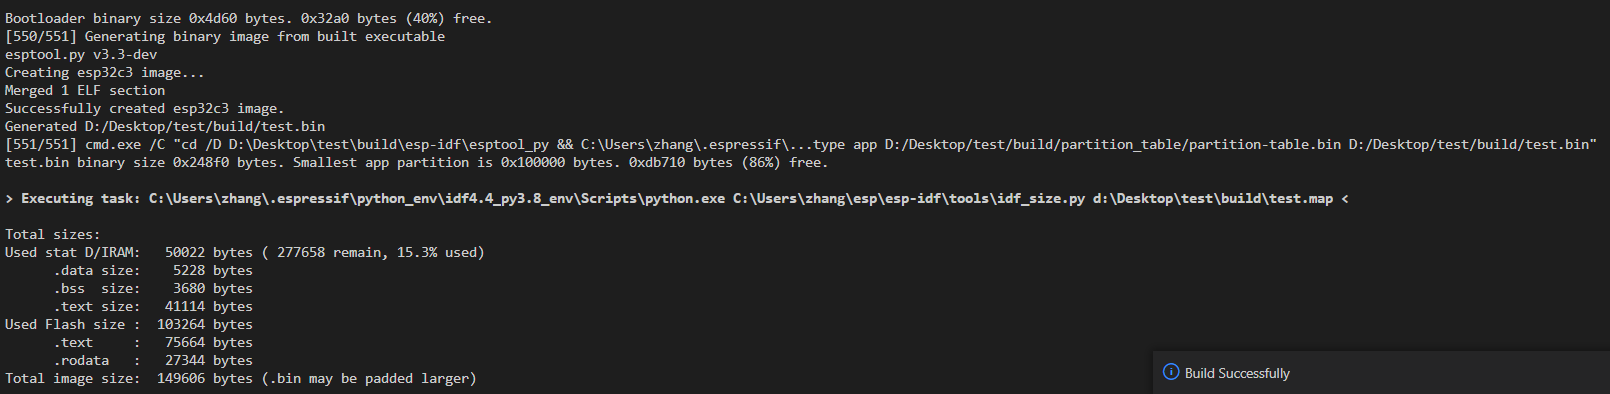 Bootloader binary size 0x4d60 bytes. 0x32a0 bytes (40%) free.
[550/551] Generating binary image from built executable
esptool.py v3.3-dev
Creating esp32c3 image...
Merged 1 ELF section
Successfully created esp32c3 image.
Generated D:/Desktop/test/build/test.bin
[551/551] cmd.exe /C "cd /D D:\Desktop\test\build\esp-idf\esptool_py && C:\Users\zhang\.espressif\...type app D:/Desktop/test/build/partition_table/partition-table.bin D:/Desktop/test/build/test.bin"
test.bin binary size 0x248f0 bytes. Smallest app partition is 0x100000 bytes. 0xdb710 bytes (86%) free.
> Executing task: C:\Users\zhang\.espressif\python_env\idf4.4_py3.8_env\Scripts\python.exe C:\Users\zhang\esp\esp-idf\tools\idf_size.py d:\Desktop\test\build\test.map <
Total sizes:
Used stat D/IRAM:   50022 bytes ( 277658 remain, 15.3% used)
      .data size:    5228 bytes
      .bss  size:    3680 bytes
      .text size:   41114 bytes
Used Flash size :  103264 bytes
      .text     :   75664 bytes
      .rodata   :   27344 bytes
Total image size:  149606 bytes (.bin may be padded larger)
Build Successfully